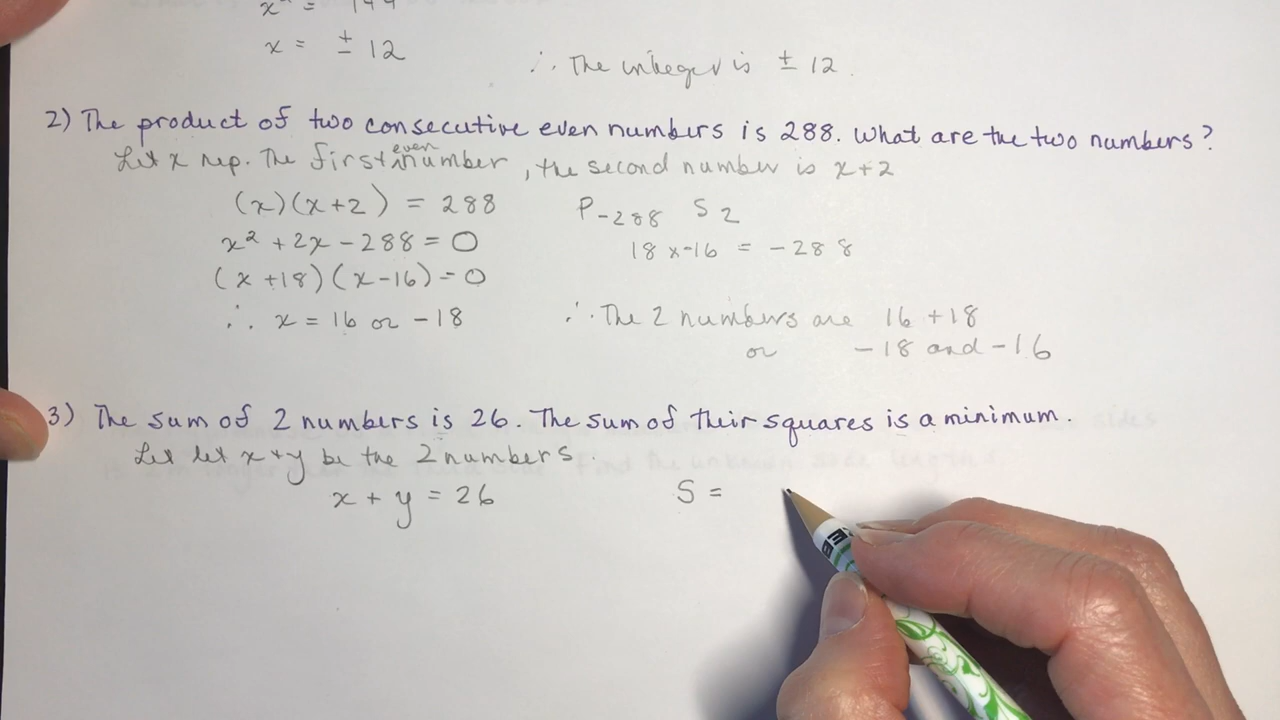 x² = 144
x = ± 12
∴ The integer is ± 12.
2) The product of two consecutive even numbers is 288. What are the two numbers?
Let x rep. The first even number, the second number is x+2
(x)(x+2) = 288
P -288 S 2
x² + 2x - 288 = 0
18 x -16 = -288
(x +18)(x-16) = 0
∴ x = 16 or -18
∴ The 2 numbers are 16 + 18
or -18 and -16
3) The sum of 2 numbers is 26. The sum of their squares is a minimum.
Let let x + y be the 2 numbers.
x + y = 26
S =